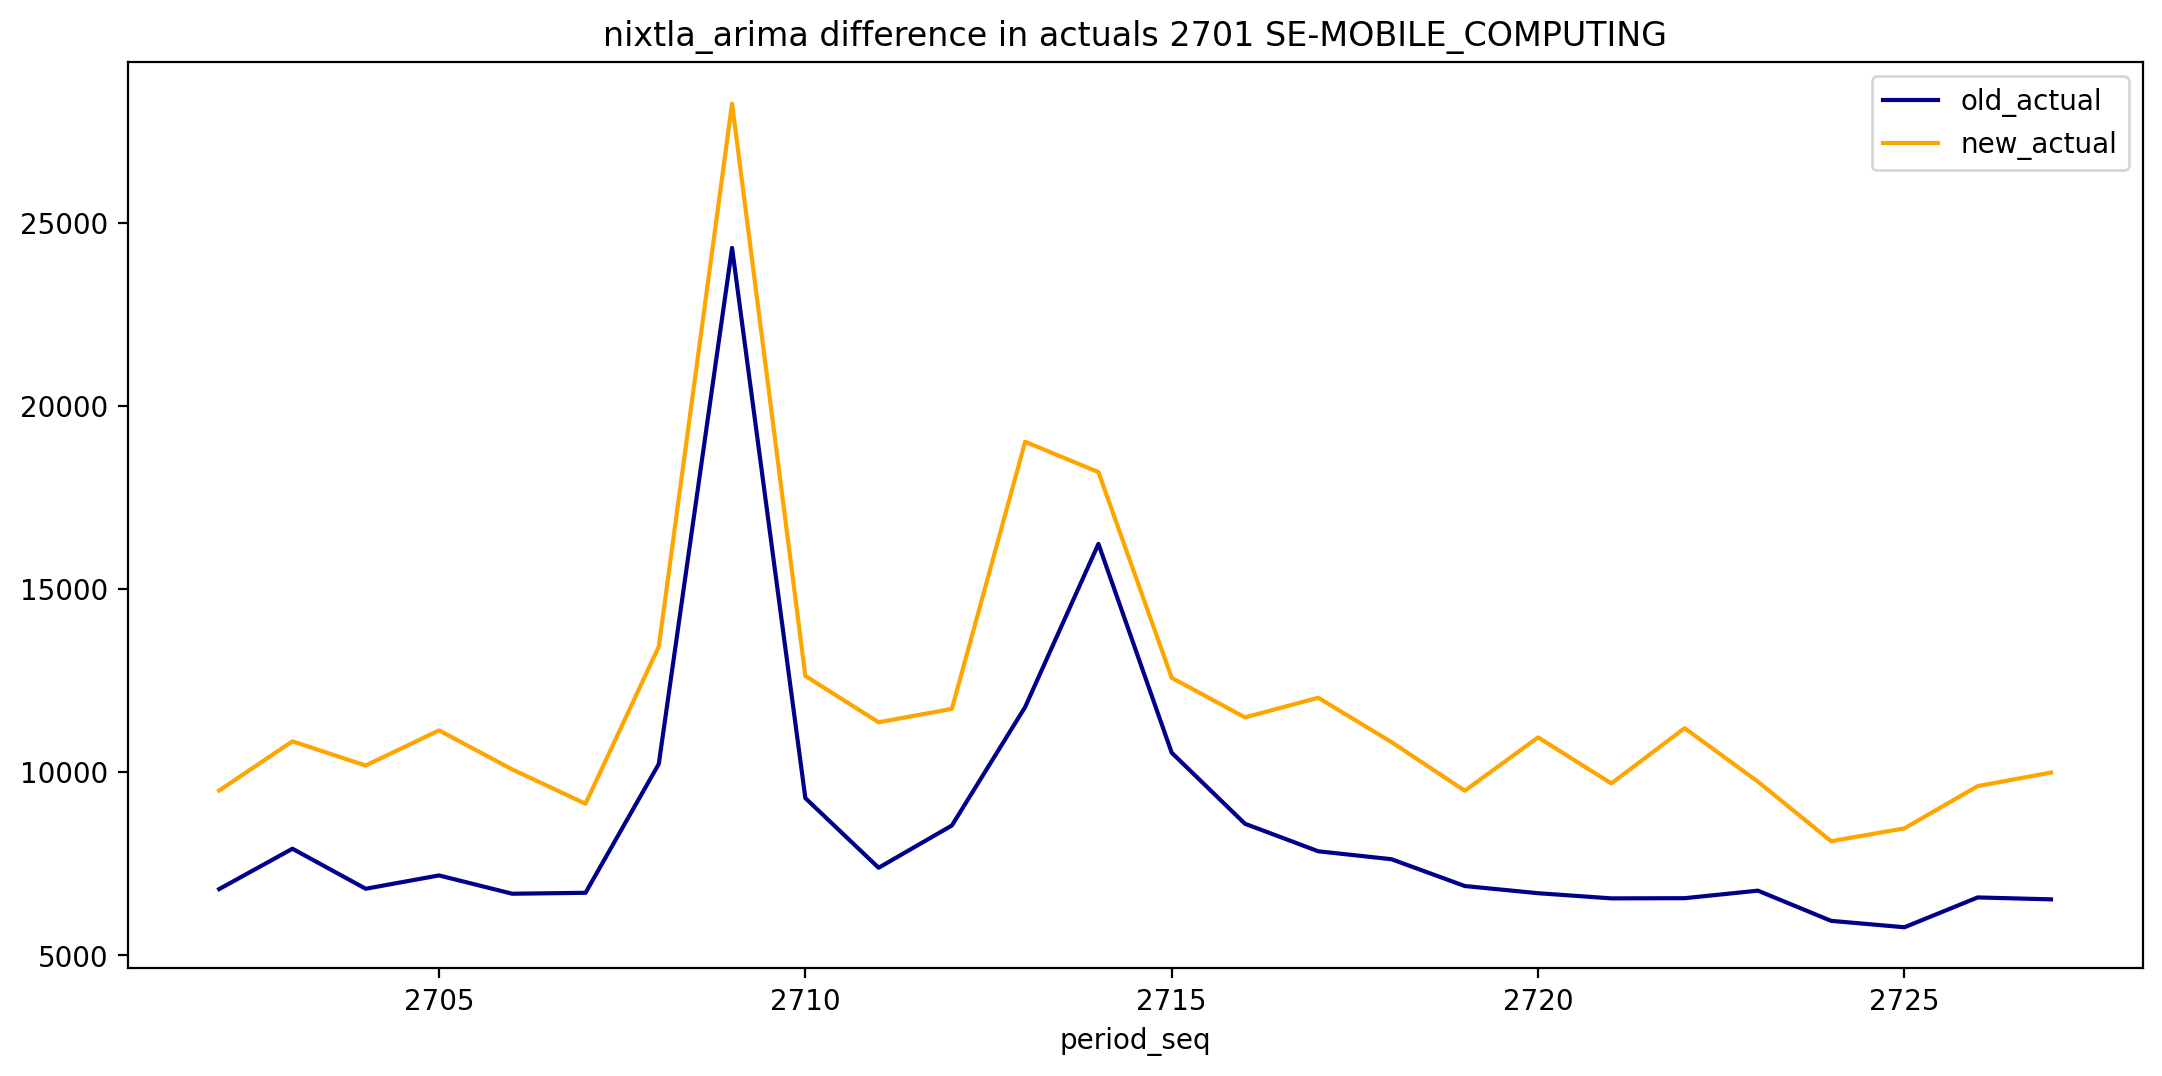 nixtla_arima difference in actuals 2701 SE-MOBILE_COMPUTING
old_actual
new_actual
25000
20000
15000
10000
5000
2705 2710 2715 2720 2725
period_seq